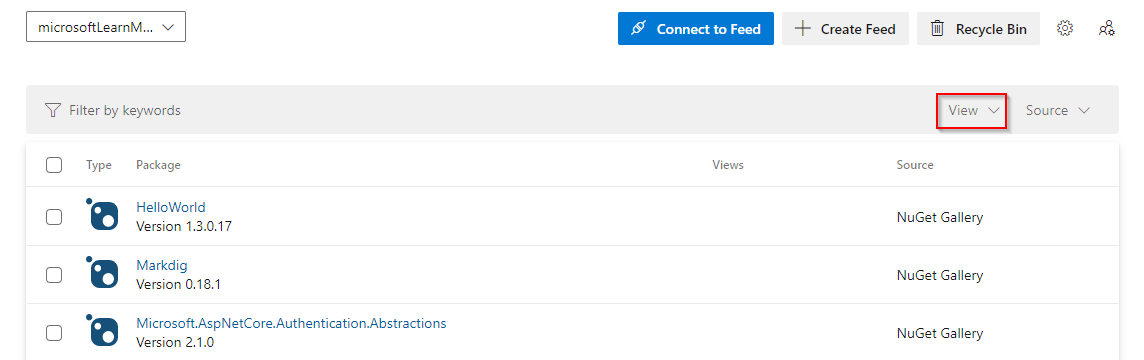 microsoftLearnM...
Connect to Feed
Create Feed
Recycle Bin
Filter by keywords
View
Source
Type
Package
Views
Source
HelloWorld
Version 1.3.0.17
NuGet Gallery
Markdig
Version 0.18.1
NuGet Gallery
Microsoft.AspNetCore.Authentication.Abstractions
Version 2.1.0
NuGet Gallery